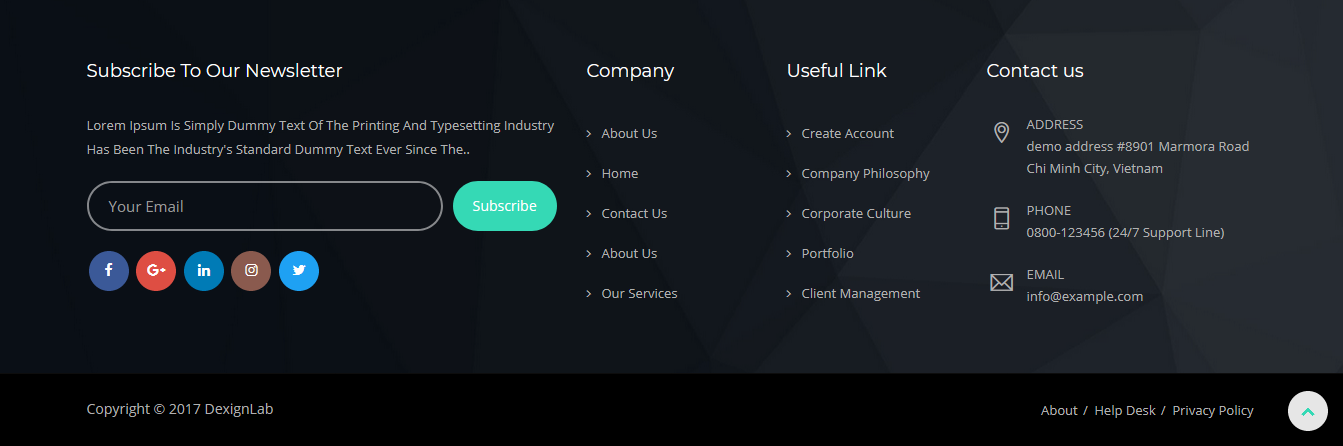 Subscribe To Our Newsletter
Lorem Ipsum Is Simply Dummy Text Of The Printing And Typesetting Industry
Has Been The Industry's Standard Dummy Text Ever Since The..
Your Email
Subscribe
f
G+
in
Company
About Us
Home
Contact Us
About Us
Our Services
Useful Link
Create Account
Company Philosophy
Corporate Culture
Portfolio
Client Management
Contact us
ADDRESS
demo address #8901 Marmora Road
Chi Minh City, Vietnam
PHONE
0800-123456 (24/7 Support Line)
EMAIL
info@example.com
Copyright © 2017 DexignLab
About / Help Desk / Privacy Policy